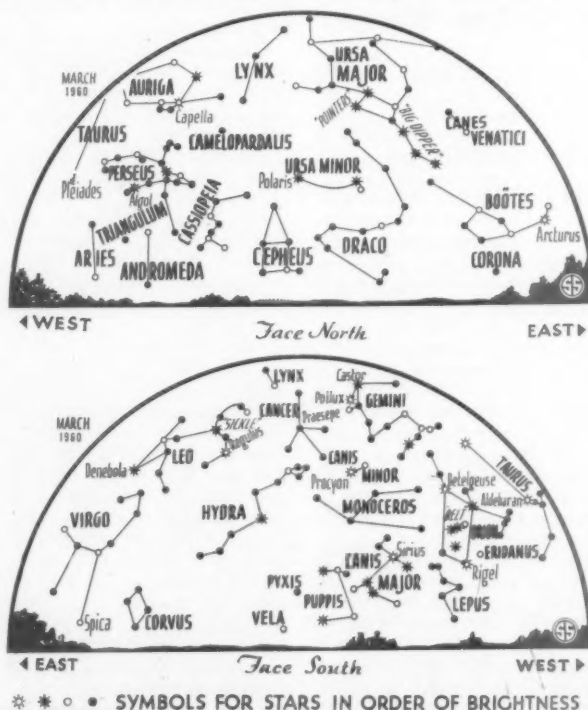 MARCH
1960
AURIGA
Capella
LYNX
URSA
MAJOR
"POINTERS"
"BIG DIPPER"
CANES
VENATICI
TAURUS
Pleiades
PERSEUS
Algol
CAMELOPARDALIS
URSA MINOR
Polaris
TRIANGULUM
CASSIOPEIA
BOÖTES
Arcturus
ARIES
ANDROMEDA
CEPHEUS
DRACO
CORONA
SS
WEST
Face North
EAST
MARCH
1960
LYNX
Castor
Pollux
GEMINI
CANCER
Praesepe
"SICKLE"
Regulus
LEO
Denebola
CANIS
MINOR
Procyon
TAURUS
Betelgeuse
Aldebaran
VIRGO
HYDRA
MONOCEROS
BELT
ORION
ERIDANUS
CANIS
MAJOR
Sirius
Rigel
PYXIS
PUPPIS
LEPUS
Spica
CORVUS
VELA
SS
EAST
Face South
WEST
SYMBOLS FOR STARS IN ORDER OF BRIGHTNESS